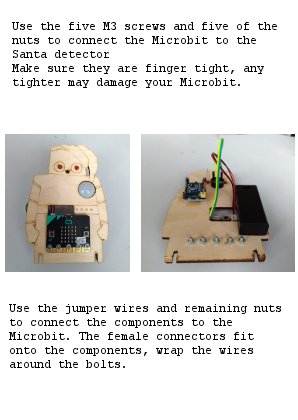 Use the five M3 screws and five of the
nuts to connect the Microbit to the
Santa detector
Make sure they are finger tight, any
tighter may damage your Microbit.
Use the jumper wires and remaining nuts
to connect the components to the
Microbit. The female connectors fit
onto the components, wrap the wires
around the bolts.